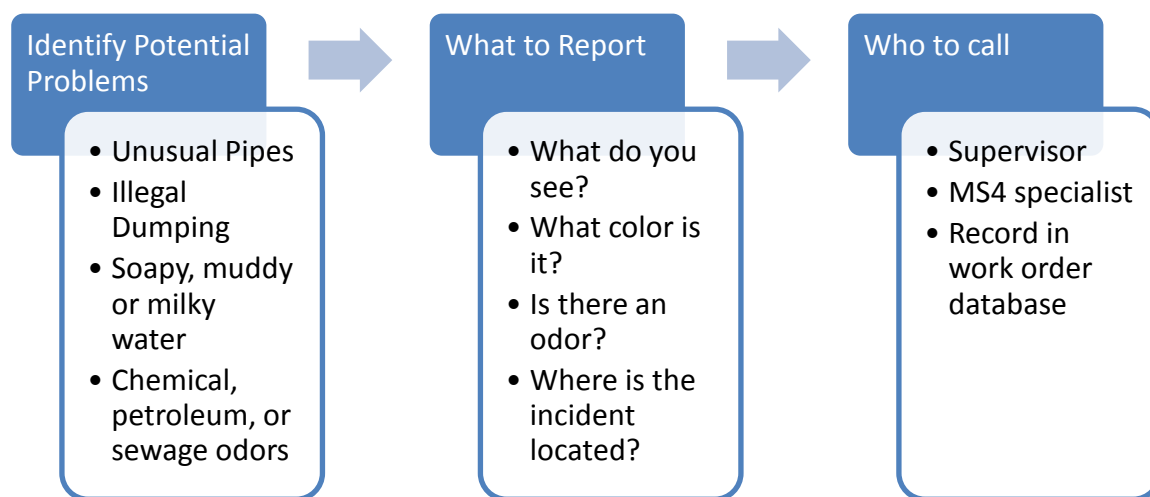 Identify Potential
Problems
• Unusual Pipes
• Illegal
Dumping
• Soapy, muddy
or milky
water
• Chemical,
petroleum, or
sewage odors
What to Report
• What do you
see?
• What color is
it?
• Is there an
odor?
• Where is the
incident
located?
Who to call
• Supervisor
• MS4 specialist
• Record in
work order
database